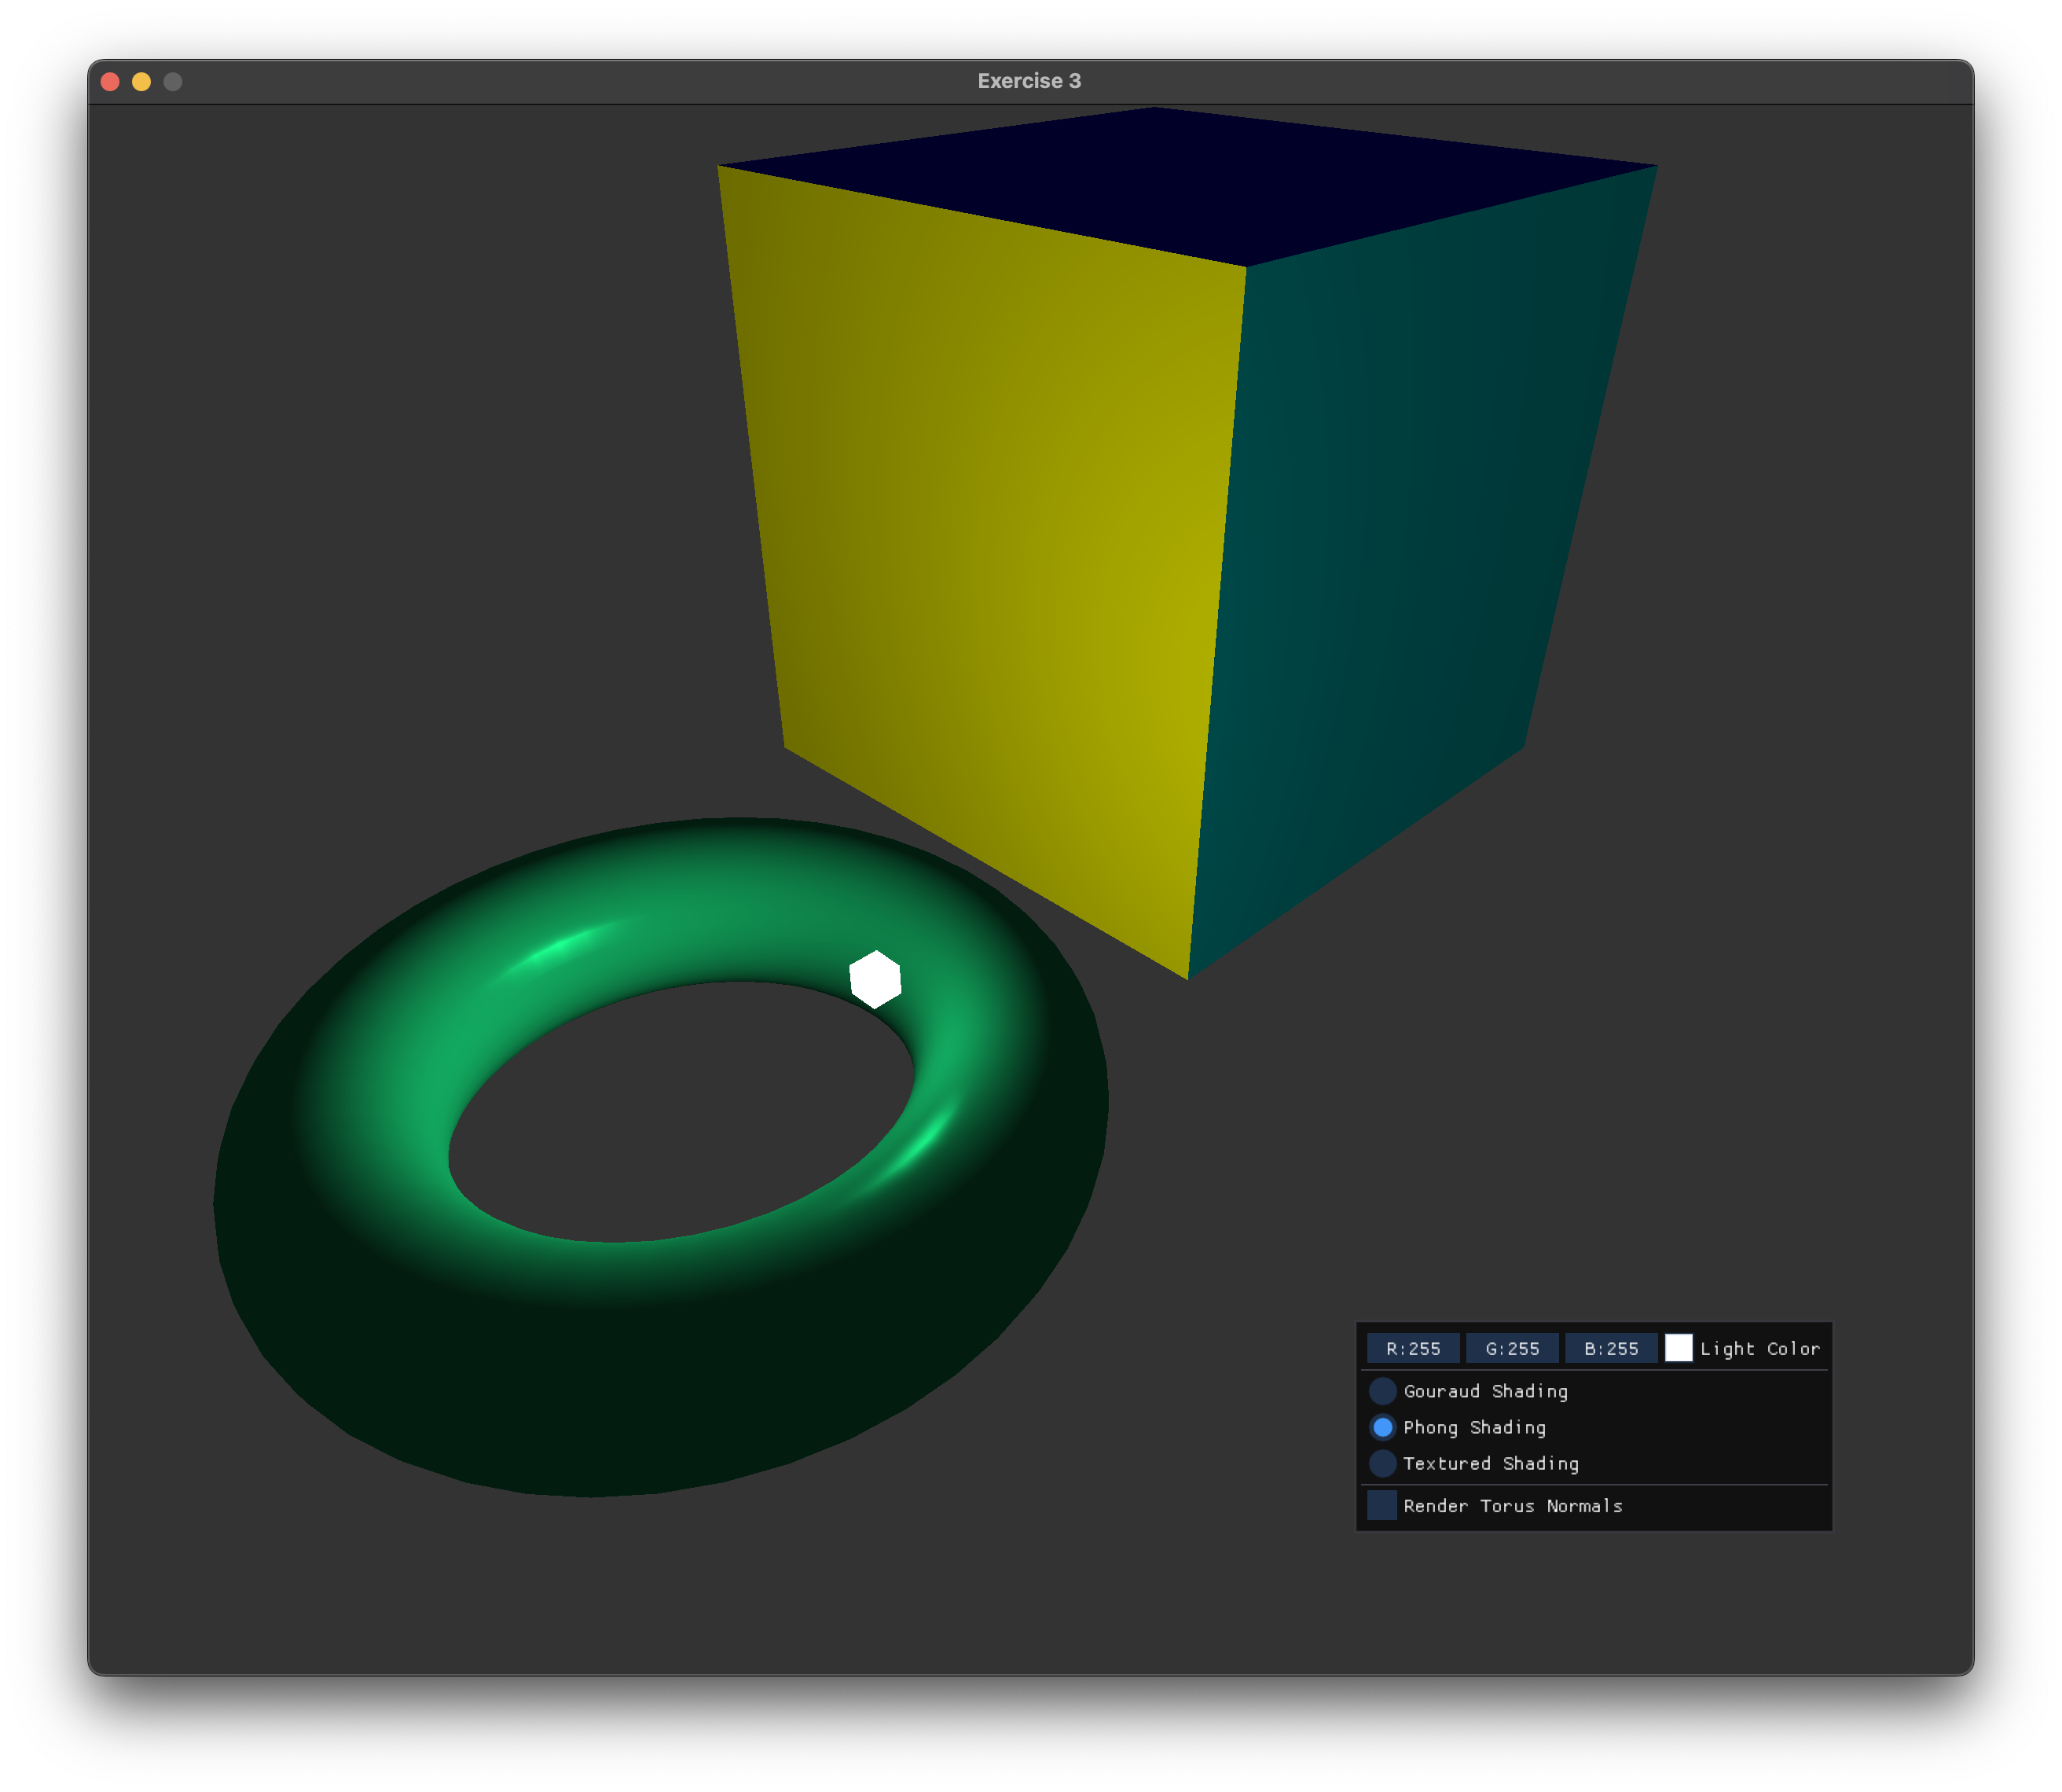 Exercise 3
R:255 G:255 B:255 Light Color
Gouraud Shading
Phong Shading
Textured Shading
Render Torus Normals